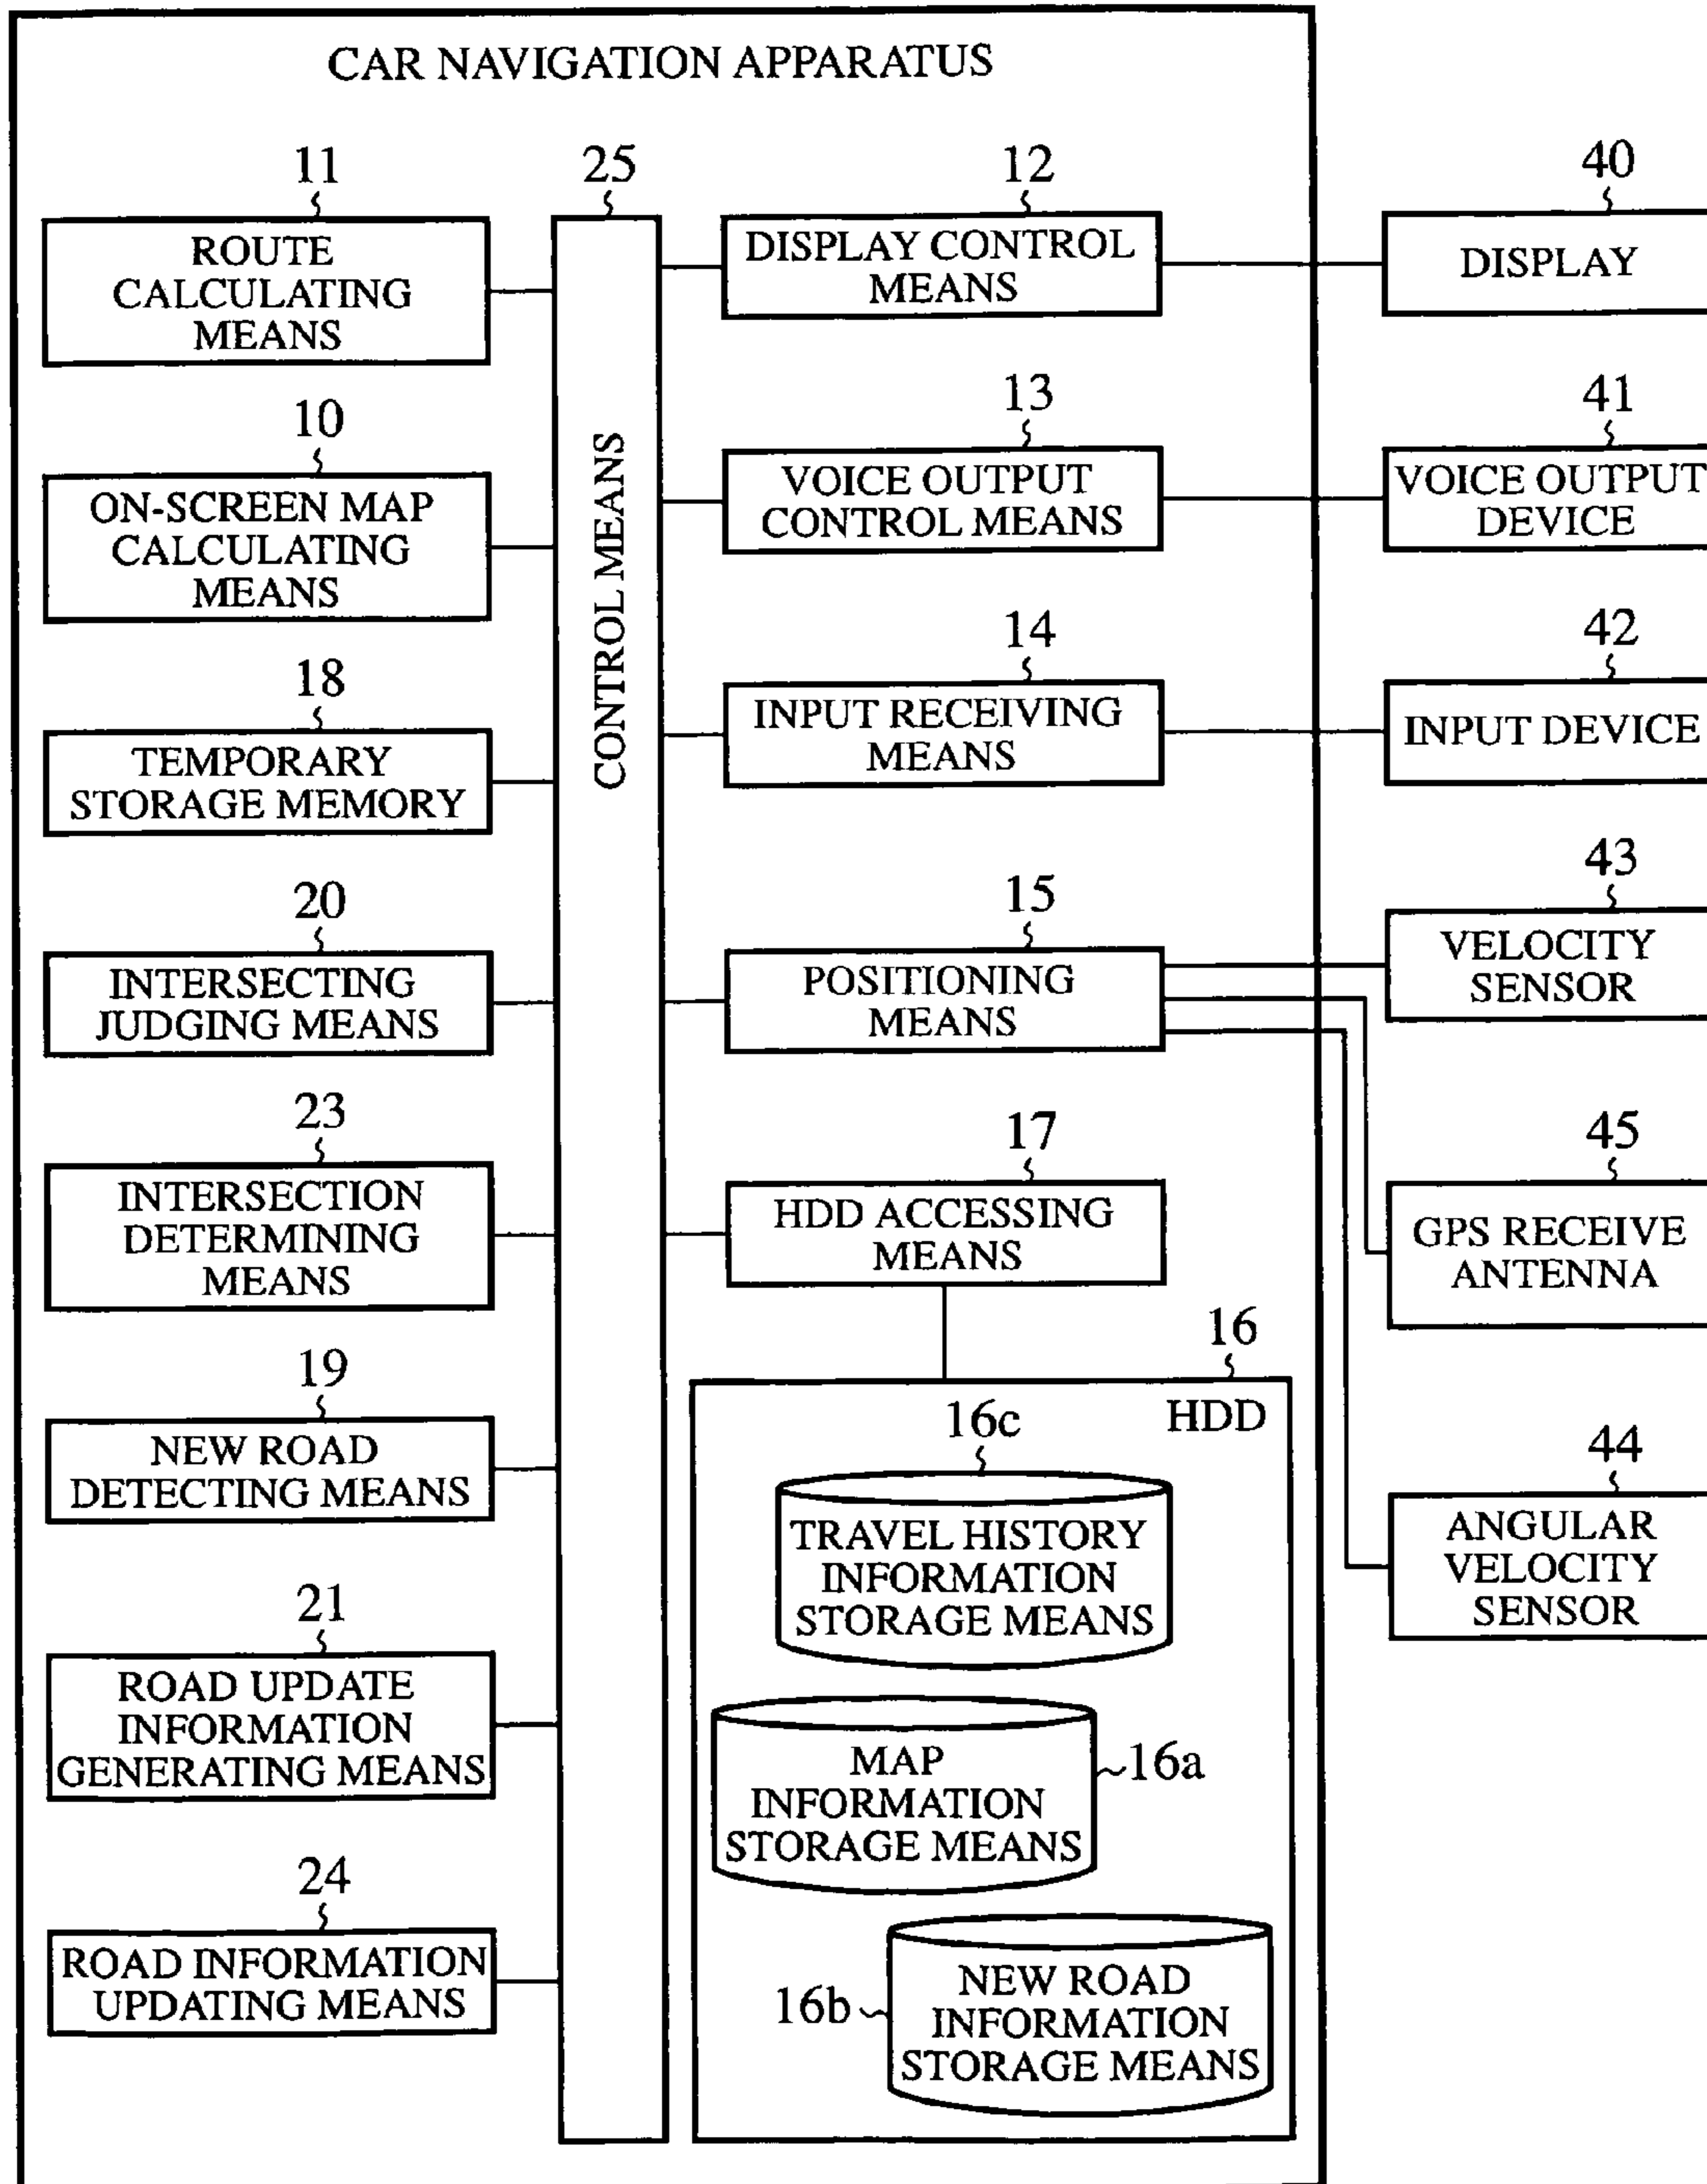 CAR NAVIGATION APPARATUS
11
ROUTE
CALCULATING
MEANS
10
ON-SCREEN MAP
CALCULATING
MEANS
18
TEMPORARY
STORAGE MEMORY
20
INTERSECTING
JUDGING MEANS
23
INTERSECTION
DETERMINING
MEANS
19
NEW ROAD
DETECTING MEANS
21
ROAD UPDATE
INFORMATION
GENERATING MEANS
24
ROAD INFORMATION
UPDATING MEANS
25
CONTROL MEANS
12
DISPLAY CONTROL
MEANS
13
VOICE OUTPUT
CONTROL MEANS
14
INPUT RECEIVING
MEANS
15
POSITIONING
MEANS
17
HDD ACCESSING
MEANS
16
HDD
16c
TRAVEL HISTORY
INFORMATION
STORAGE MEANS
MAP
INFORMATION
STORAGE MEANS
16a
16b
NEW ROAD
INFORMATION
STORAGE MEANS
40
DISPLAY
41
VOICE OUTPUT
DEVICE
42
INPUT DEVICE
43
VELOCITY
SENSOR
45
GPS RECEIVE
ANTENNA
44
ANGULAR
VELOCITY
SENSOR